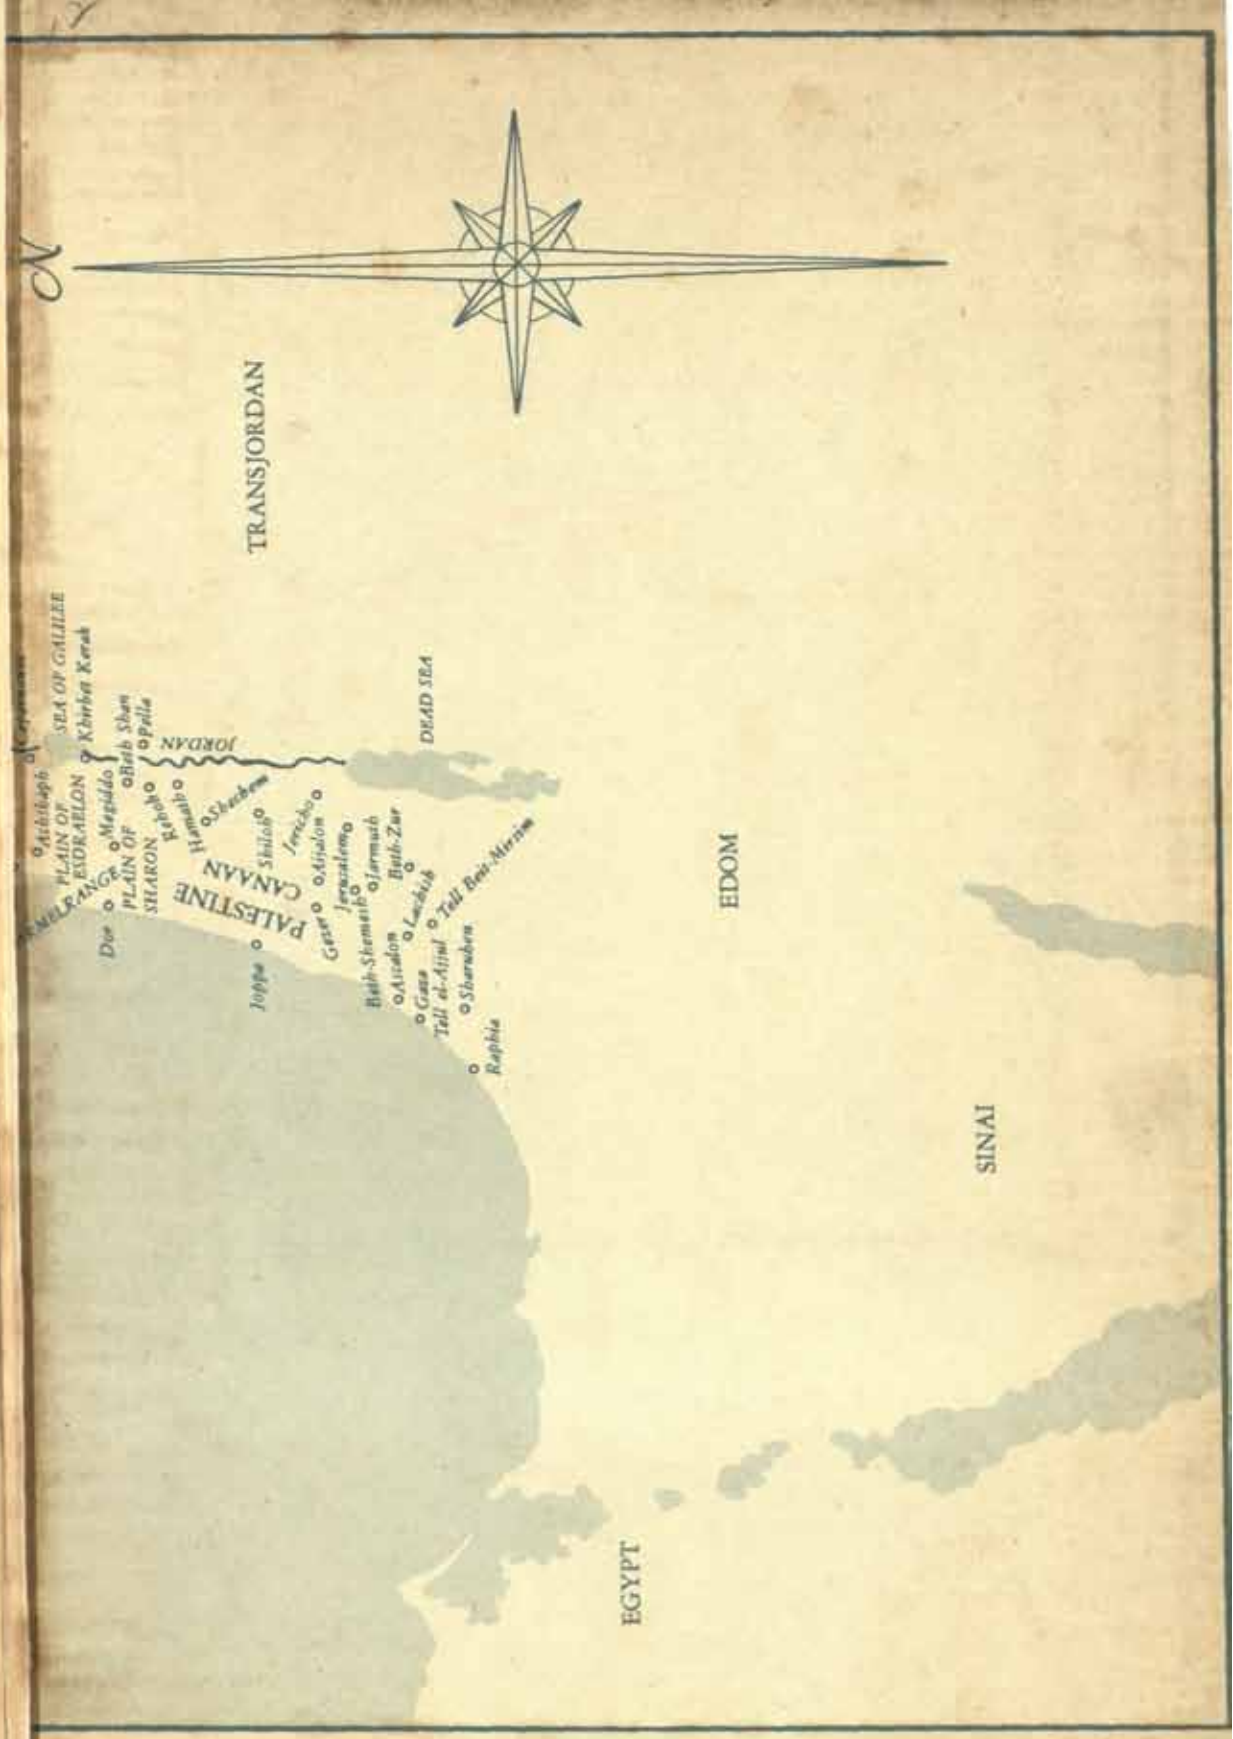 N
TRANSJORDAN
SEA OF GALILEE
Khirbet Kerak
Achshaph
PLAIN OF
ESDRAELON
Megiddo
Beth Shan
Pella
JORDAN
MEL RANGE
Dor
PLAIN OF
SHARON
Rehob
Hamath
Shechem
CANAAN
PALESTINE
Shiloh
Joppa
Jericho
Aijalon
Gezer
Jerusalem
Beth-Shemesh
Jarmuth
Beth-Zur
DEAD SEA
Ascalon
Lachish
Gaza
Tell el-Ajjul
Tell Beit-Mirsim
Sharuhen
Raphia
EDOM
SINAI
EGYPT